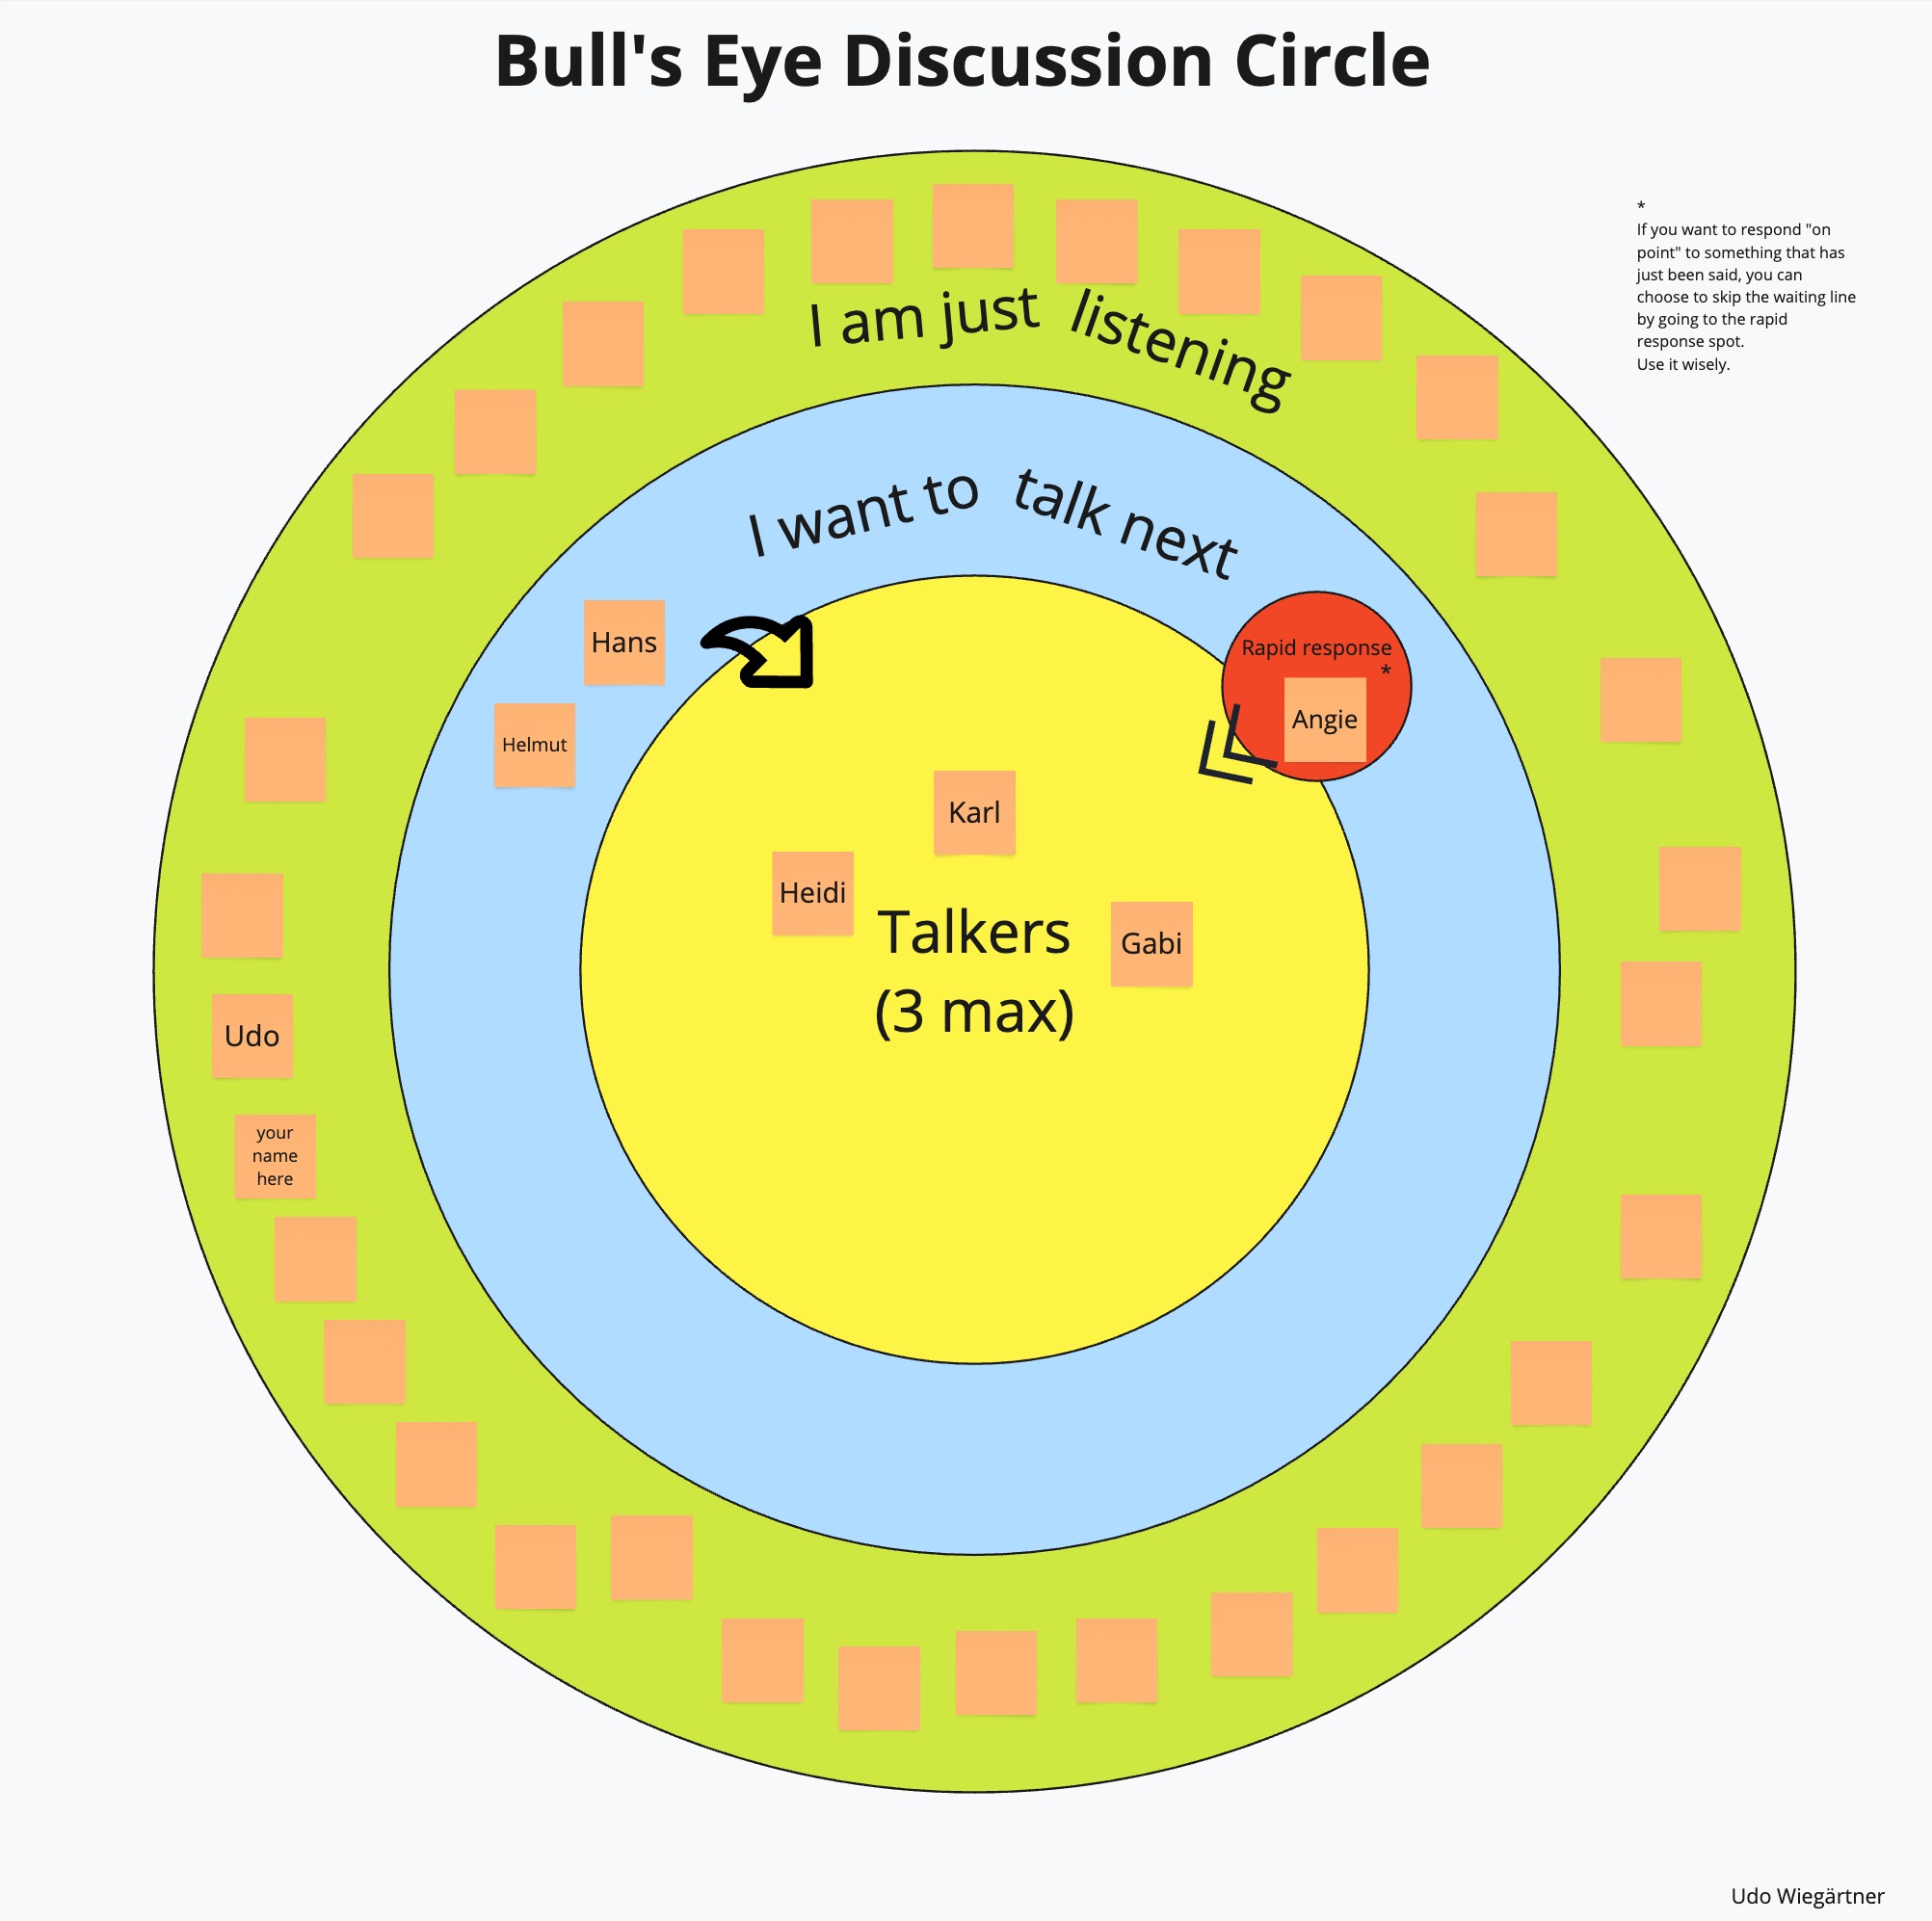 Bull's Eye Discussion Circle
*
If you want to respond "on
point" to something that has
just been said, you can
choose to skip the waiting line
by going to the rapid
response spot.
Use it wisely.
I am just listening
I want to talk next
Hans
Helmut
Rapid response
*
Angie
Karl
Heidi
Gabi
Talkers
(3 max)
Udo
your
name
here
Udo Wiegärtner